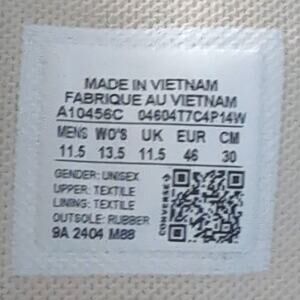 MADE IN VIETNAM
FABRIQUE AU VIETNAM
A10456C 04604T7C4P14W
MENS WO'S UK EUR CM
11.5 13.5 11.5 46 30
GENDER: UNISEX
UPPER: TEXTILE
LINING: TEXTILE
OUTSOLE: RUBBER
9A 2404 M88
CONVERSE